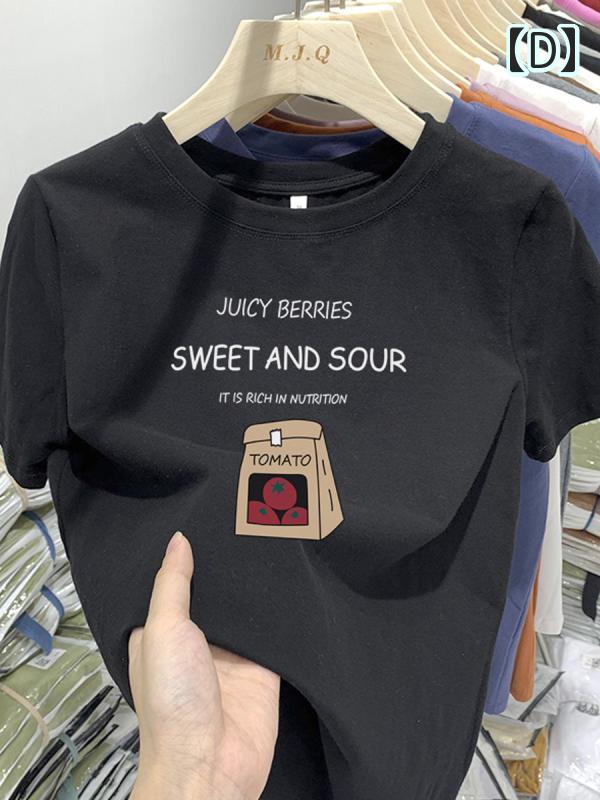 M.J.Q
【D】
JUICY BERRIES
SWEET AND SOUR
IT IS RICH IN NUTRITION
TOMATO